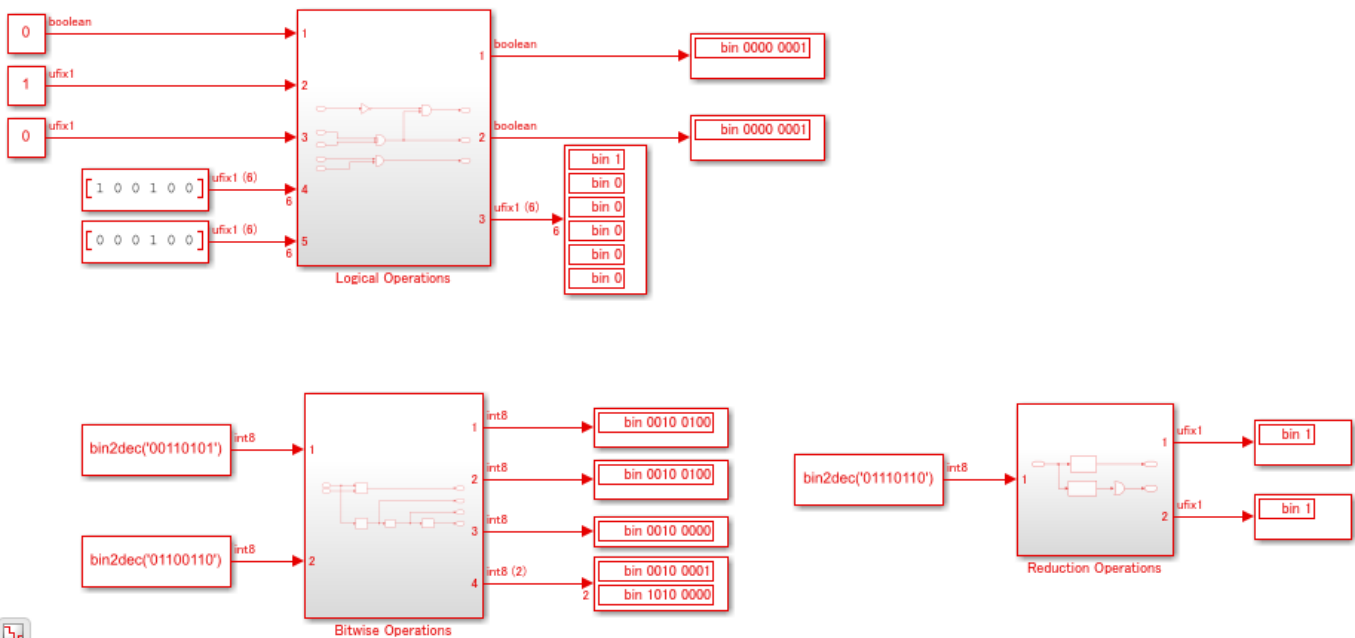 boolean
0
1
1
boolean
bin 0000 0001
ufix1
1
2
ufix1
0
3
boolean
2
bin 0000 0001
[1 0 0 1 0 0]
ufix1 (6)
6
4
[0 0 0 1 0 0]
ufix1 (6)
6
5
3
ufix1 (6)
6
bin 1
bin 0
bin 0
bin 0
bin 0
bin 0
Logical Operations
bin2dec('00110101')
int8
1
bin2dec('01100110')
int8
2
1
int8
bin 0010 0100
2
int8
bin 0010 0100
3
int8
bin 0010 0000
4
int8 (2)
2
bin 0010 0001
bin 1010 0000
Bitwise Operations
bin2dec('01110110')
int8
1
1
ufix1
bin 1
2
ufix1
bin 1
Reduction Operations